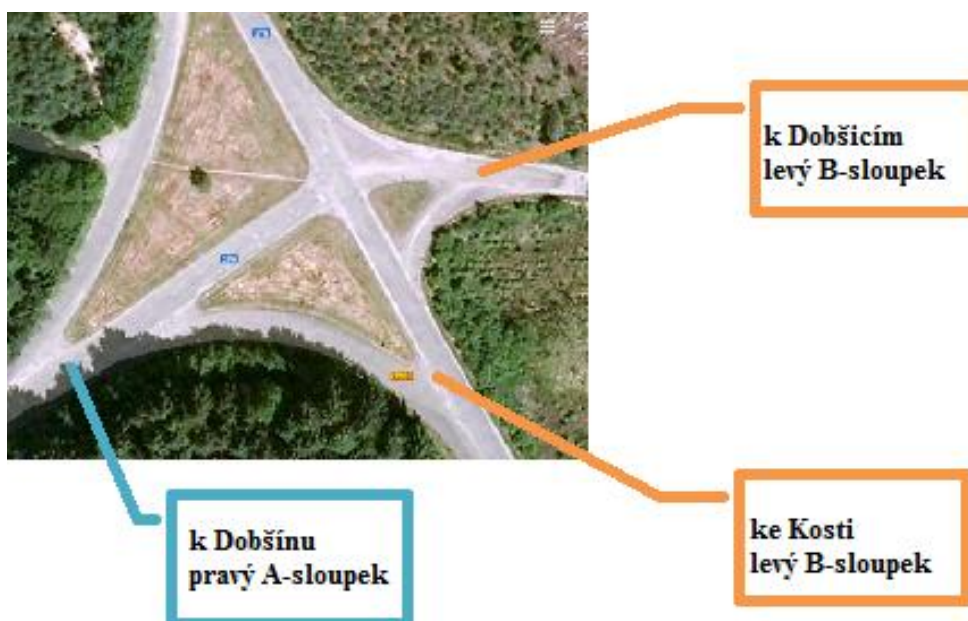 k Dobšicím
levý B-sloupek
ke Kosti
levý B-sloupek
k Dobšínu
pravý A-sloupek